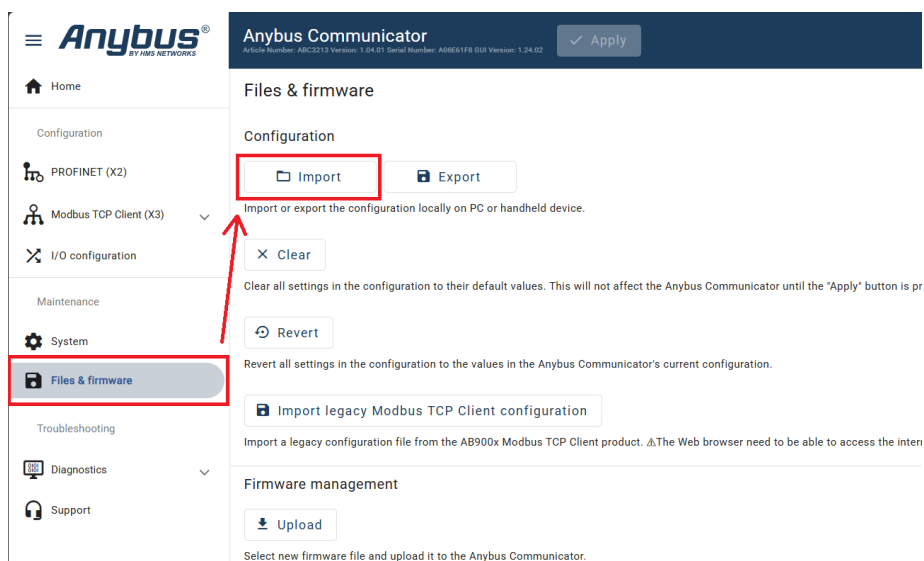 Anybus®
BY HMS NETWORKS
Anybus Communicator
Article Number: ABC3213 Version: 1.04.01 Serial Number: A06E61F8 GUI Version: 1.24.02
Apply
Home
Configuration
PROFINET (X2)
Modbus TCP Client (X3)
I/O configuration
Maintenance
System
Files & firmware
Troubleshooting
Diagnostics
Support
Files & firmware
Configuration
Import
Export
Import or export the configuration locally on PC or handheld device.
Clear
Clear all settings in the configuration to their default values. This will not affect the Anybus Communicator until the "Apply" button is pr
Revert
Revert all settings in the configuration to the values in the Anybus Communicator's current configuration.
Import legacy Modbus TCP Client configuration
Import a legacy configuration file from the AB900x Modbus TCP Client product. ⚠The Web browser need to be able to access the inter
Firmware management
Upload
Select new firmware file and upload it to the Anybus Communicator.